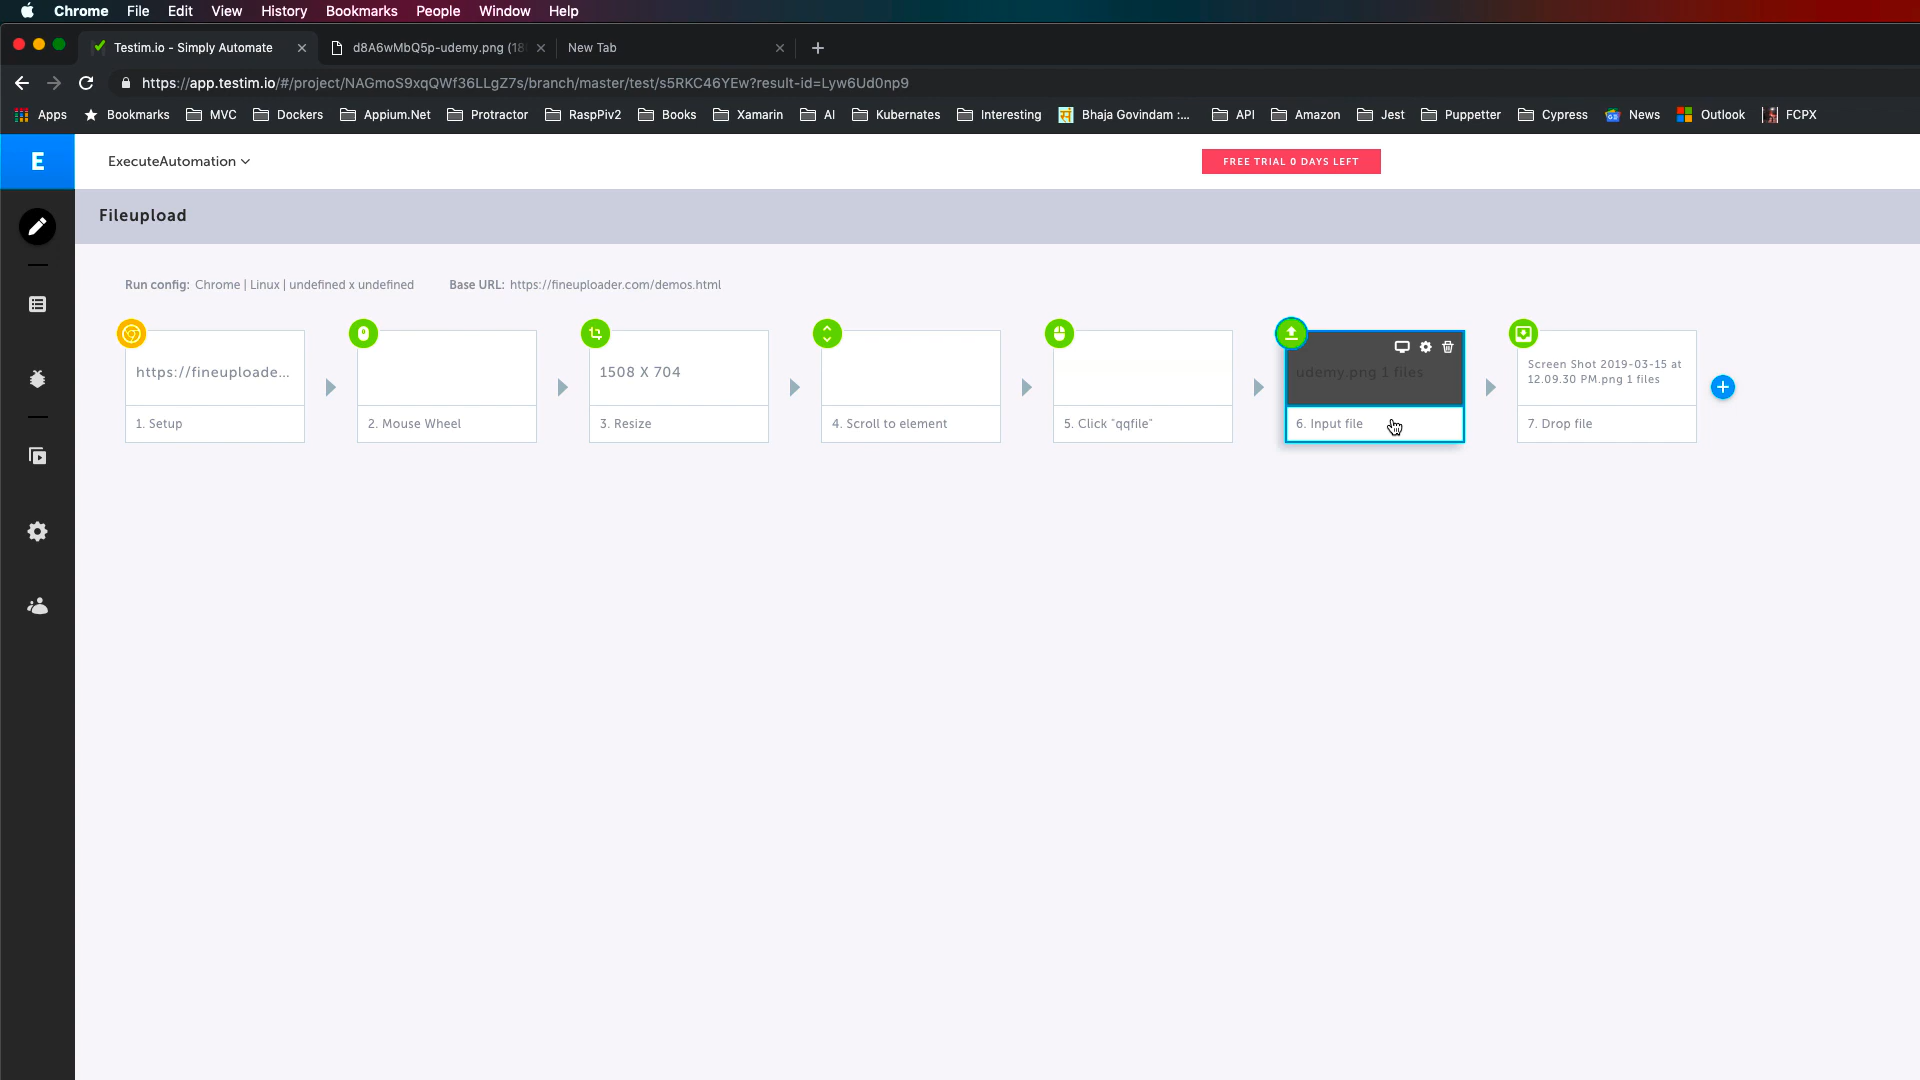 Chrome File Edit View History Bookmarks People Window Help
Testim.io - Simply Automate d8A6wMbQ5p-udemy.png (18 New Tab
https://app.testim.io/#/project/NAGmoS9xqQWf36LLgZ7s/branch/master/test/s5RKC46YEw?result-id=Lyw6Ud0np9
Apps Bookmarks MVC Dockers Appium.Net Protractor RaspPiv2 Books Xamarin AI Kubernates Interesting Bhaja Govindam :... API Amazon Jest Puppetter Cypress News Outlook FCPX
E ExecuteAutomation FREE TRIAL 0 DAYS LEFT
Fileupload
Run config: Chrome | Linux | undefined x undefined Base URL: https://fineuploader.com/demos.html
https://fineuploade...
1. Setup
2. Mouse Wheel
1508 X 704
3. Resize
4. Scroll to element
5. Click "qqfile"
udemy.png 1 files
6. Input file
Screen Shot 2019-03-15 at
12.09.30 PM.png 1 files
7. Drop file